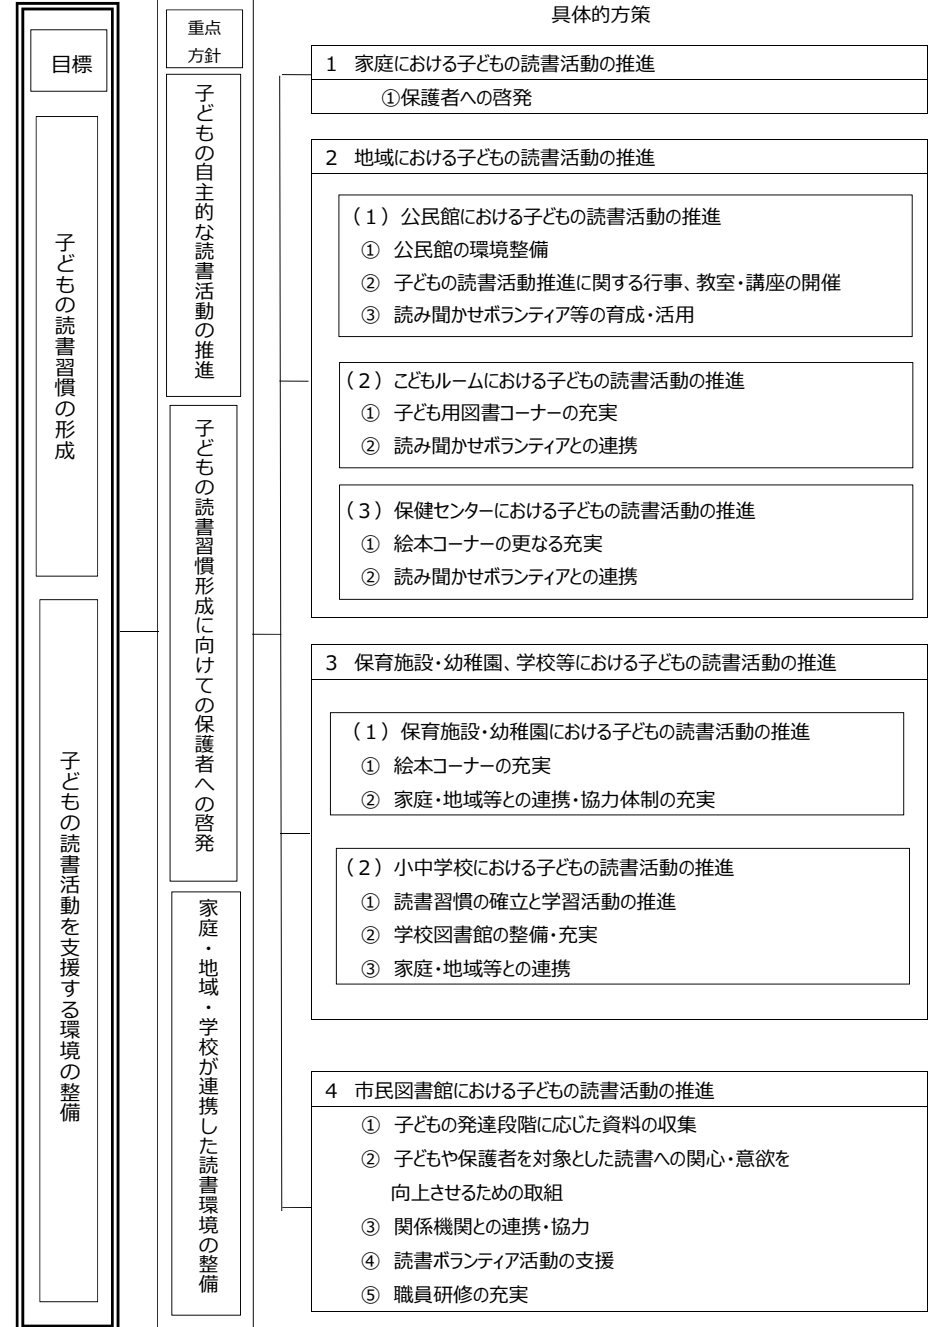 目標
子どもの読書習慣の形成
子どもの読書活動を支援する環境の整備
重点
方針
子どもの自主的な読書活動の推進
子どもの読書習慣形成に向けての保護者への啓発
家庭・地域・学校が連携した読書環境の整備
具体的方策
1 家庭における子どもの読書活動の推進
①保護者への啓発
2 地域における子どもの読書活動の推進
（1）公民館における子どもの読書活動の推進
① 公民館の環境整備
② 子どもの読書活動推進に関する行事、教室・講座の開催
③ 読み聞かせボランティア等の育成・活用
（2）こどもルームにおける子どもの読書活動の推進
① 子ども用図書コーナーの充実
② 読み聞かせボランティアとの連携
（3）保健センターにおける子どもの読書活動の推進
① 絵本コーナーの更なる充実
② 読み聞かせボランティアとの連携
3 保育施設・幼稚園、学校等における子どもの読書活動の推進
（1）保育施設・幼稚園における子どもの読書活動の推進
① 絵本コーナーの充実
② 家庭・地域等との連携・協力体制の充実
（2）小中学校における子どもの読書活動の推進
① 読書習慣の確立と学習活動の推進
② 学校図書館の整備・充実
③ 家庭・地域等との連携
4 市民図書館における子どもの読書活動の推進
① 子どもの発達段階に応じた資料の収集
② 子どもや保護者を対象とした読書への関心・意欲を
向上させるための取組
③ 関係機関との連携・協力
④ 読書ボランティア活動の支援
⑤ 職員研修の充実